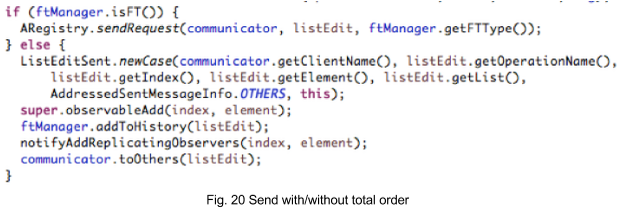 if (ftManager.isFT()) {
ARegistry.sendRequest(communicator, listEdit, ftManager.getFTType());
} else {
ListEditSent.newCase(communicator.getClientName(), listEdit.getOperationName(),
listEdit.getIndex(), listEdit.getElement(), listEdit.getList(),
AddressedSentMessageInfo.OTHERS, this);
super.observableAdd(index, element);
ftManager.addToHistory(listEdit);
notifyAddReplicatingObservers(index, element);
communicator.toOthers(listEdit);
}
Fig. 20 Send with/without total order